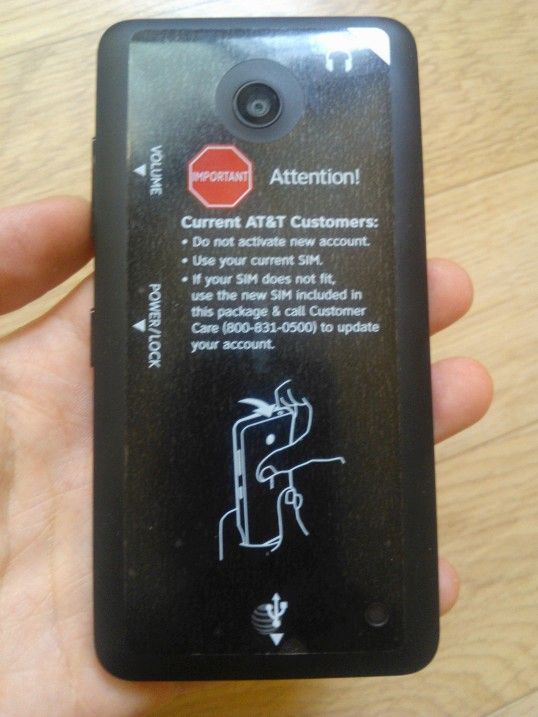 VOLUME
IMPORTANT
Attention!
Current AT&T Customers:
• Do not activate new account.
• Use your current SIM.
• If your SIM does not fit,
use the new SIM included in
this package & call Customer
Care (800-831-0500) to update
your account.
POWER/LOCK